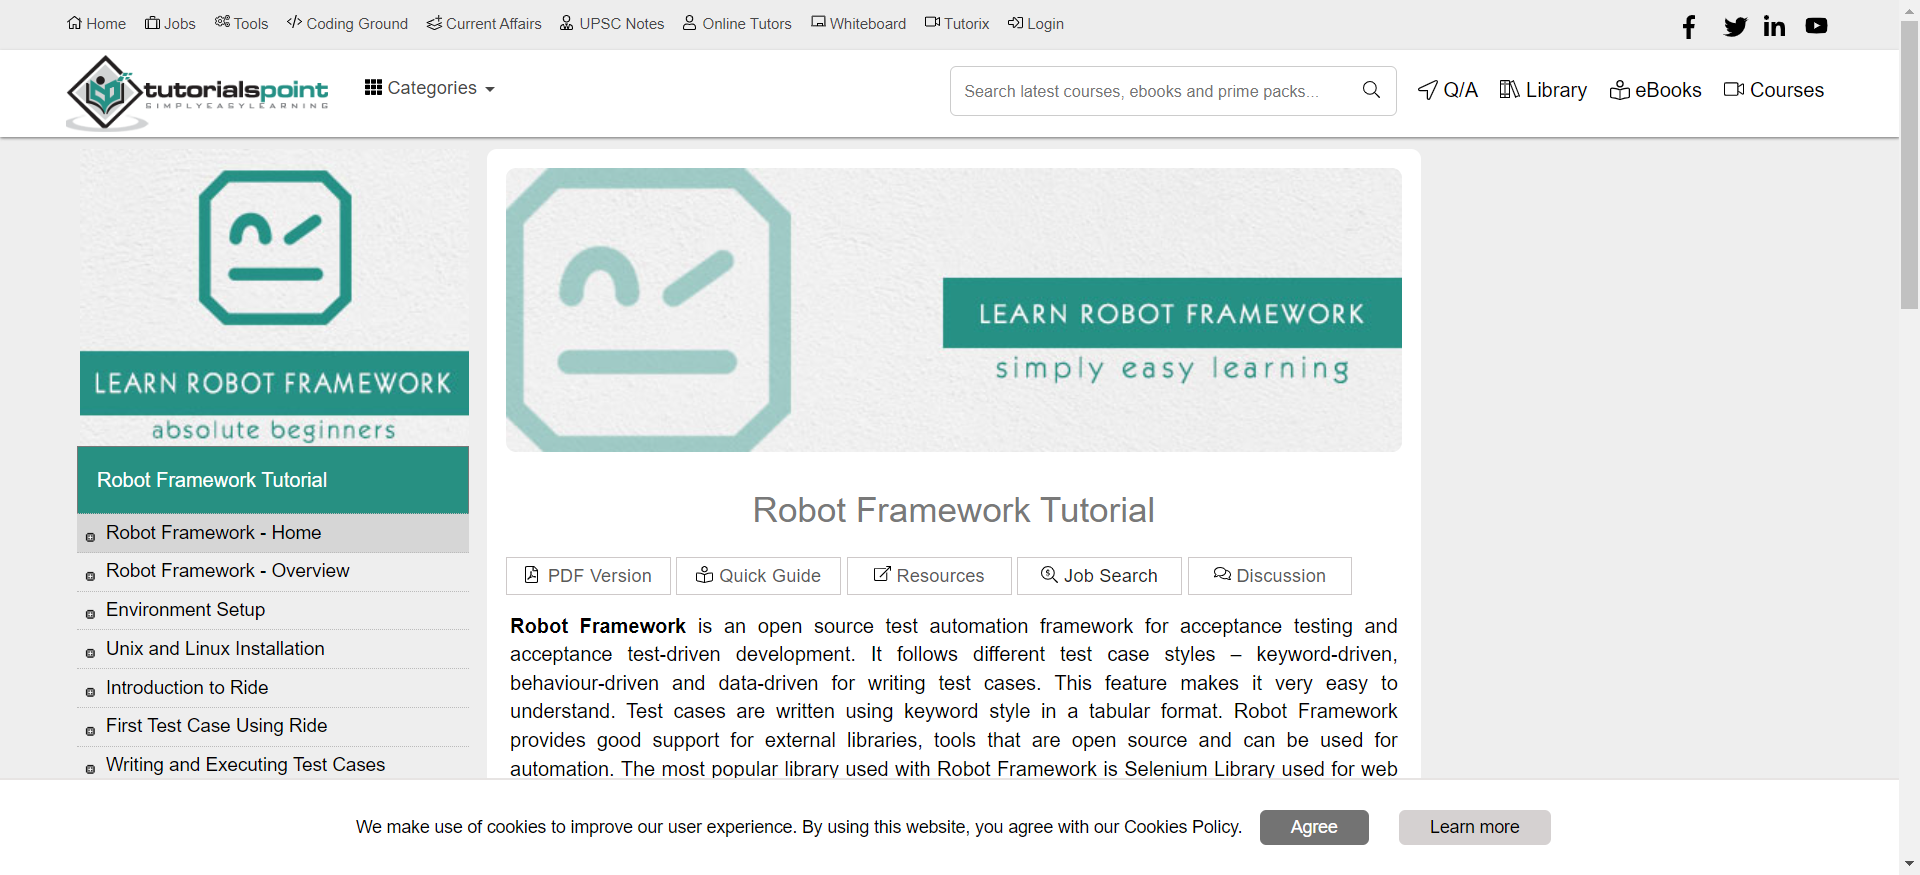 Home Jobs Tools Coding Ground Current Affairs UPSC Notes Online Tutors Whiteboard Tutorix Login
tutorialspoint
SIMPLYEASYLEARNING
Categories
Search latest courses, ebooks and prime packs...
Q/A Library eBooks Courses
LEARN ROBOT FRAMEWORK
absolute beginners
Robot Framework Tutorial
Robot Framework - Home
Robot Framework - Overview
Environment Setup
Unix and Linux Installation
Introduction to Ride
First Test Case Using Ride
Writing and Executing Test Cases
LEARN ROBOT FRAMEWORK
simply easy learning
Robot Framework Tutorial
PDF Version Quick Guide Resources Job Search Discussion
Robot Framework is an open source test automation framework for acceptance testing and
acceptance test-driven development. It follows different test case styles – keyword-driven,
behaviour-driven and data-driven for writing test cases. This feature makes it very easy to
understand. Test cases are written using keyword style in a tabular format. Robot Framework
provides good support for external libraries, tools that are open source and can be used for
automation. The most popular library used with Robot Framework is Selenium Library used for web
We make use of cookies to improve our user experience. By using this website, you agree with our Cookies Policy. Agree Learn more